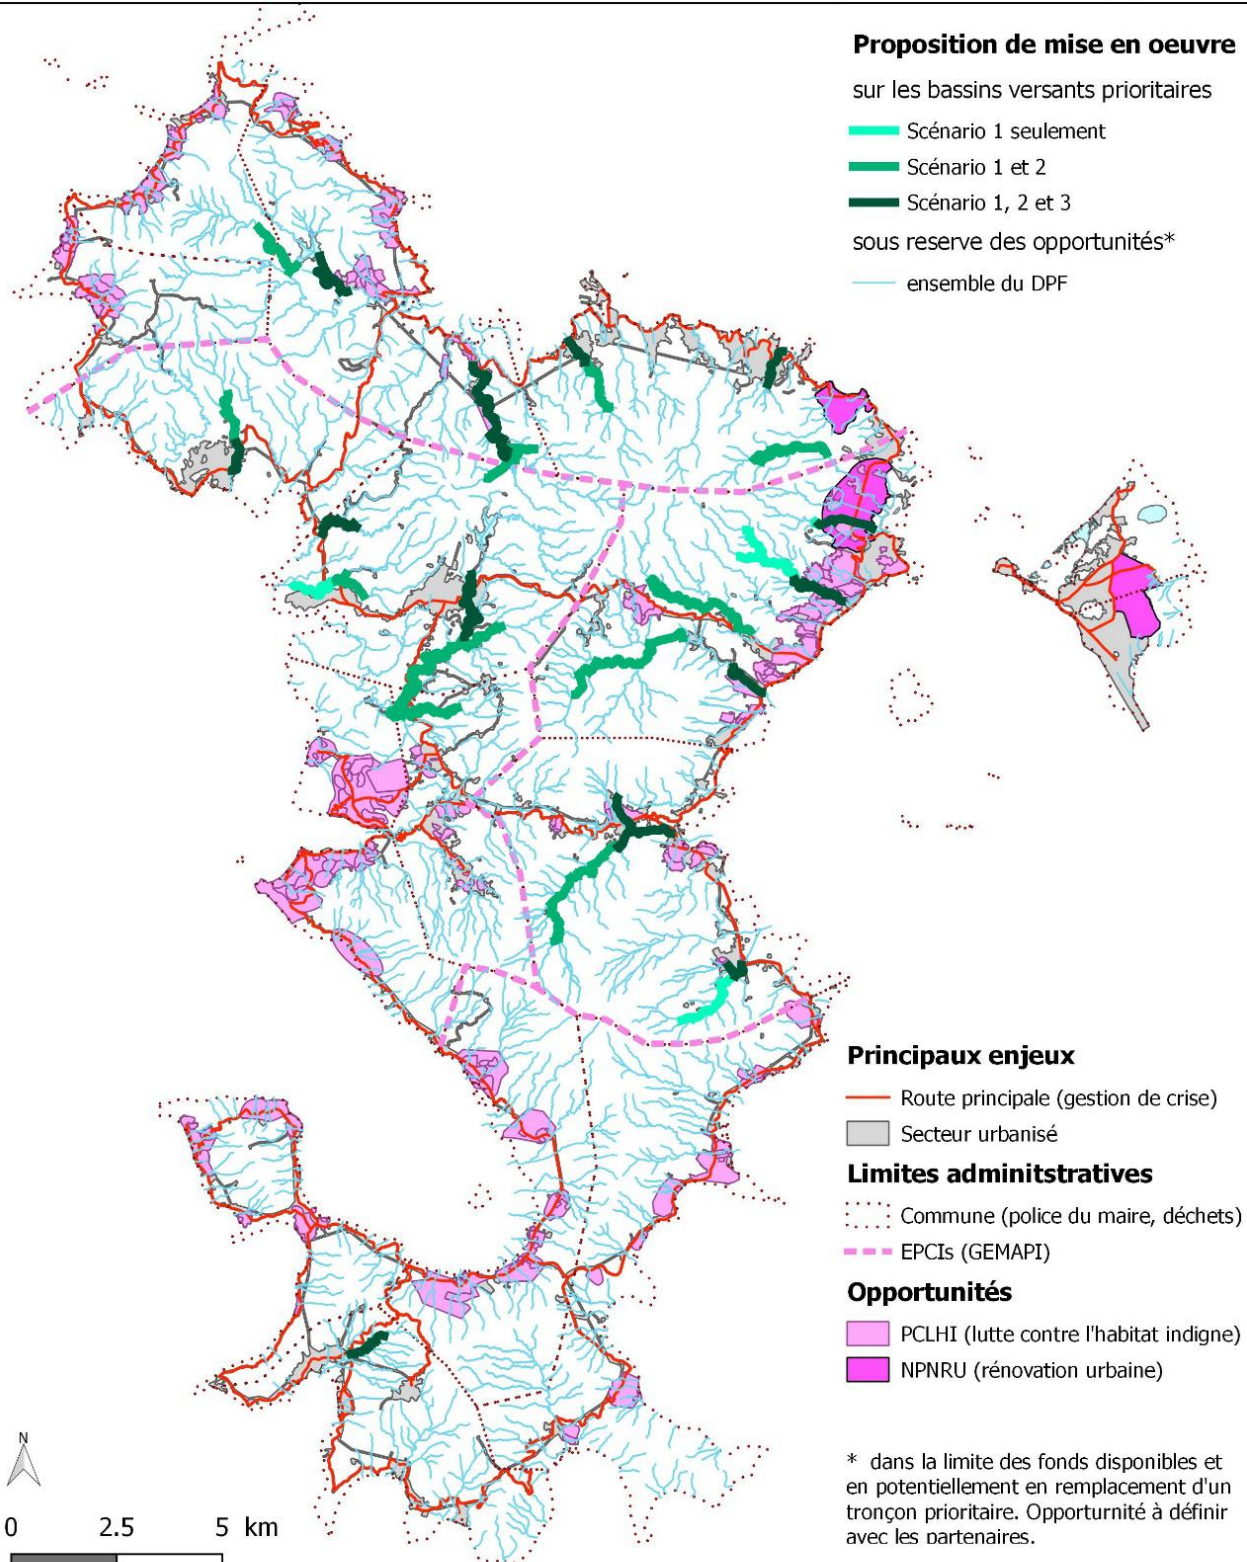 Proposition de mise en oeuvre
sur les bassins versants prioritaires
Scénario 1 seulement
Scénario 1 et 2
Scénario 1, 2 et 3
sous reserve des opportunités*
ensemble du DPF
Principaux enjeux
Route principale (gestion de crise)
Secteur urbanisé
Limites adminitstratives
Commune (police du maire, déchets)
EPCIs (GEMAPI)
Opportunités
PCLHI (lutte contre l'habitat indigne)
NPNRU (rénovation urbaine)
* dans la limite des fonds disponibles et
en potentiellement en remplacement d'un
tronçon prioritaire. Opporturnité à définir
avec les partenaires.
N
0 2.5 5 km